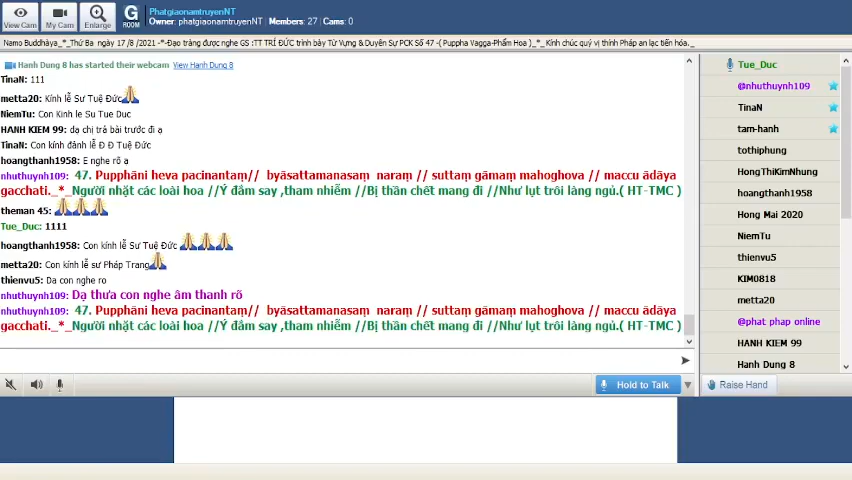 PhatgiaonamtruyenNT
Owner: phatgiaonamtruyenNT | Members: 27 | Cams: 0
View Cam
My Cam
Enlarge
G
ROOM
Namo Buddhàya_*_Thứ Ba ngày 17 /8 /2021 -*-Đạo tràng được nghe GS :TT TRÍ ĐỨC trình bày Từ Vựng & Duyên Sự PCK Số 47 -( Puppha Vagga-Phẩm Hoa )_*_ Kính chúc quý vị thính Pháp an lạc tiến hóa._
Hanh Dung 8 has started their webcam View Hanh Dung 8
TinaN: 111
metta20: Kính lễ Sư Tuệ Đức
NiemTu: Con Kinh le Su Tue Duc
HANH KIEM 99: dạ chị trả bài trước đi ạ
TinaN: Con kính đảnh lễ Đ Đ Tuệ Đức
hoangthanh1958: E nghe rõ a
nhuthuynh109: 47. Pupphāni heva pacinantaṃ// byāsattamanasaṃ naraṃ // suttaṃ gāmaṃ mahoghova // maccu ādāya
gacchati._*_Người nhặt các loài hoa //Ý đắm say ,tham nhiễm //Bị thần chết mang đi //Như lụt trôi làng ngủ.( HT-TMC )
theman 45:
Tue_Duc: 1111
hoangthanh1958: Con kính lễ Sư Tuệ Đức
metta20: Con kính lễ sư Pháp Trang
thienvu5: Da con nghe ro
nhuthuynh109: Dạ thưa con nghe âm thanh rõ
nhuthuynh109: 47. Pupphāni heva pacinantaṃ// byāsattamanasaṃ naraṃ // suttaṃ gāmaṃ mahoghova // maccu ādāya
gacchati._*_Người nhặt các loài hoa //Ý đắm say ,tham nhiễm //Bị thần chết mang đi //Như lụt trôi làng ngủ.( HT-TMC )
Hold to Talk
Tue_Duc
@nhuthuynh109
TinaN
tam-hanh
tothiphung
HongThiKimNhung
hoangthanh1958
Hong Mai 2020
NiemTu
thienvu5
KIM0818
metta20
@phat phap online
HANH KIEM 99
Hanh Dung 8
Raise Hand